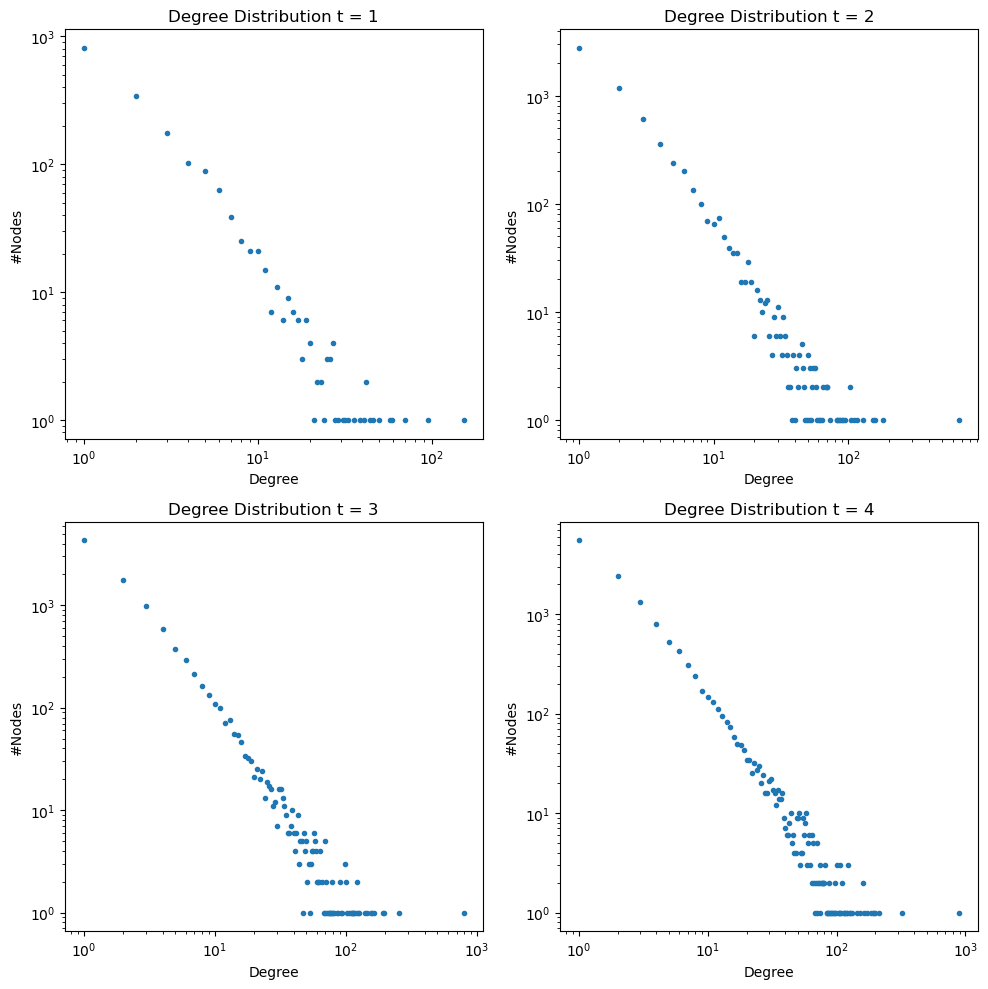 Degree Distribution t = 1
10³
10²
10¹
10⁰
#Nodes
10⁰ 10¹ 10²
Degree
Degree Distribution t = 2
10³
10²
10¹
10⁰
#Nodes
10⁰ 10¹ 10²
Degree
Degree Distribution t = 3
10³
10²
10¹
10⁰
#Nodes
10⁰ 10¹ 10² 10³
Degree
Degree Distribution t = 4
10³
10²
10¹
10⁰
#Nodes
10⁰ 10¹ 10² 10³
Degree